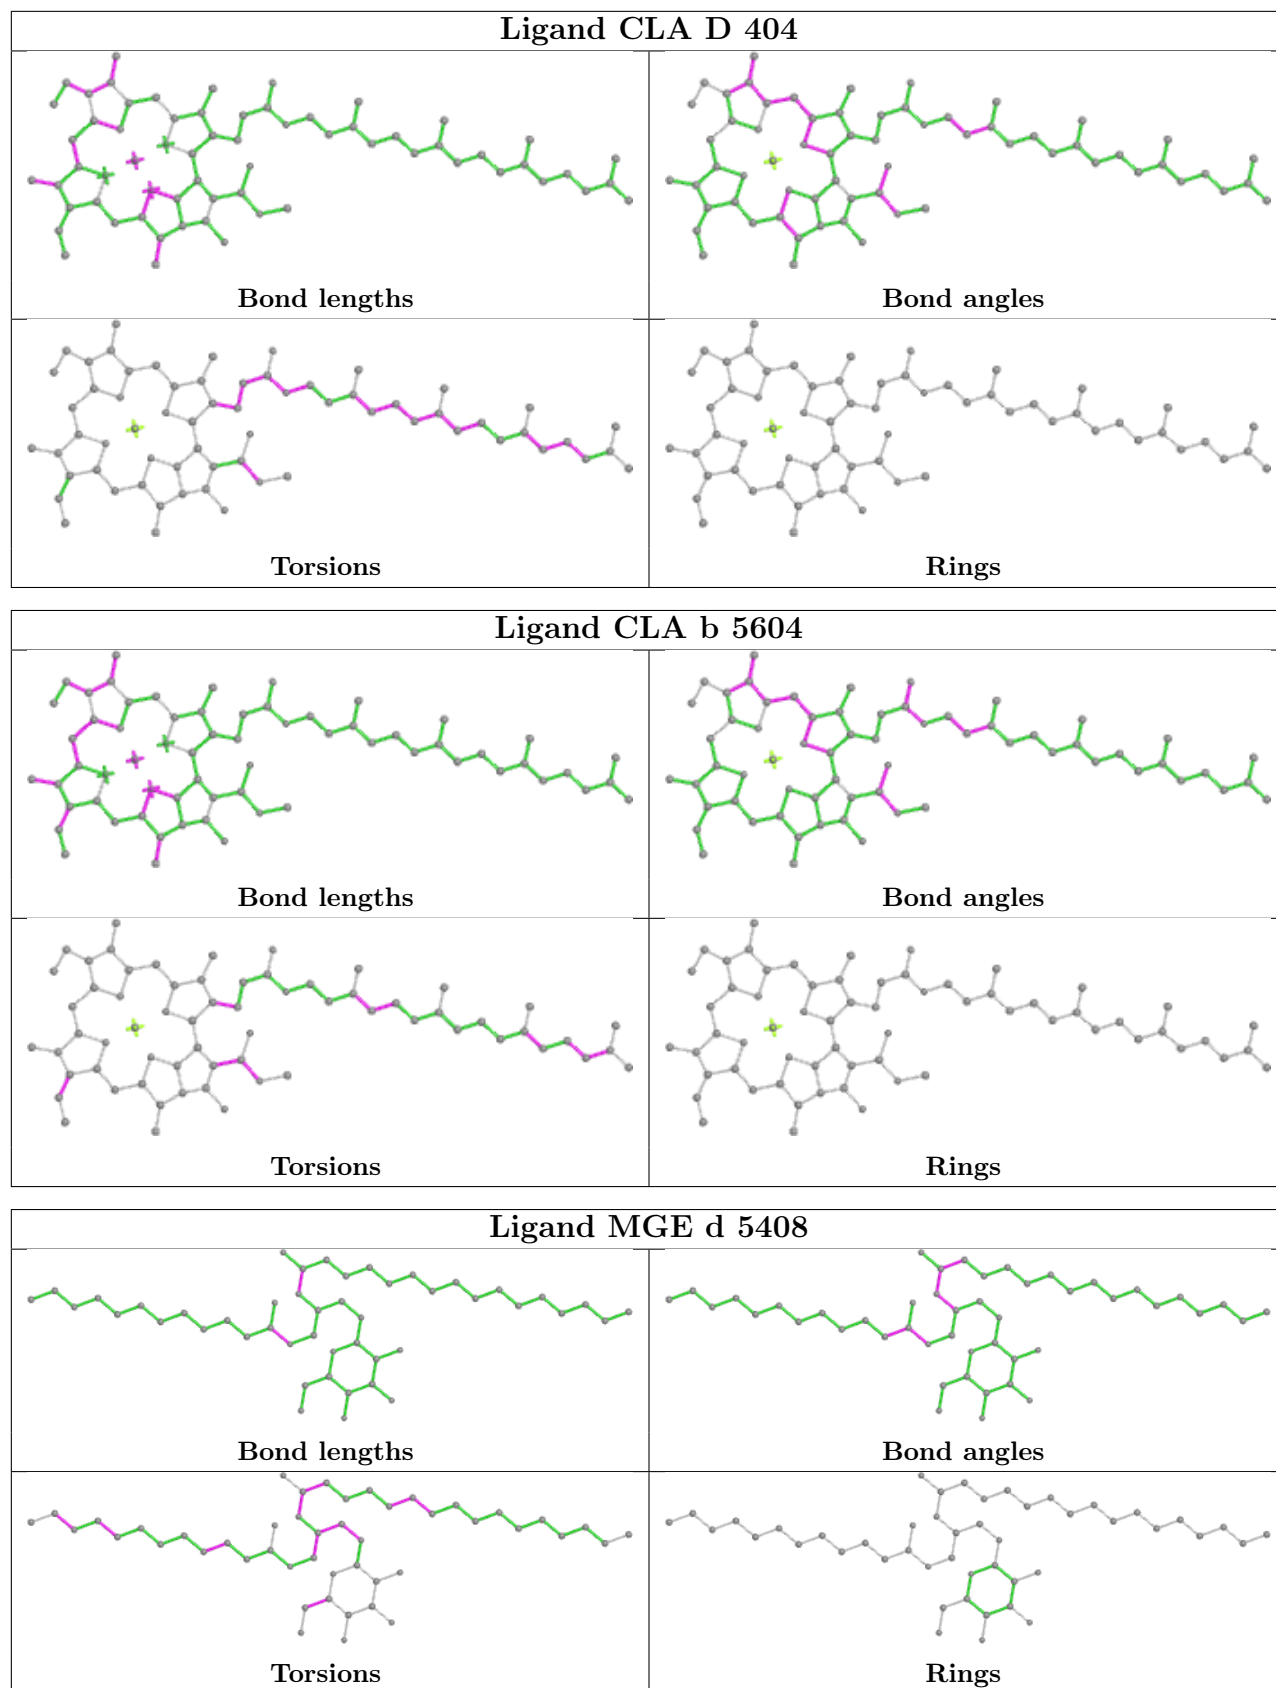 Ligand CLA D 404
Bond lengths
Bond angles
Torsions
Rings
Ligand CLA b 5604
Bond lengths
Bond angles
Torsions
Rings
Ligand MGE d 5408
Bond lengths
Bond angles
Torsions
Rings